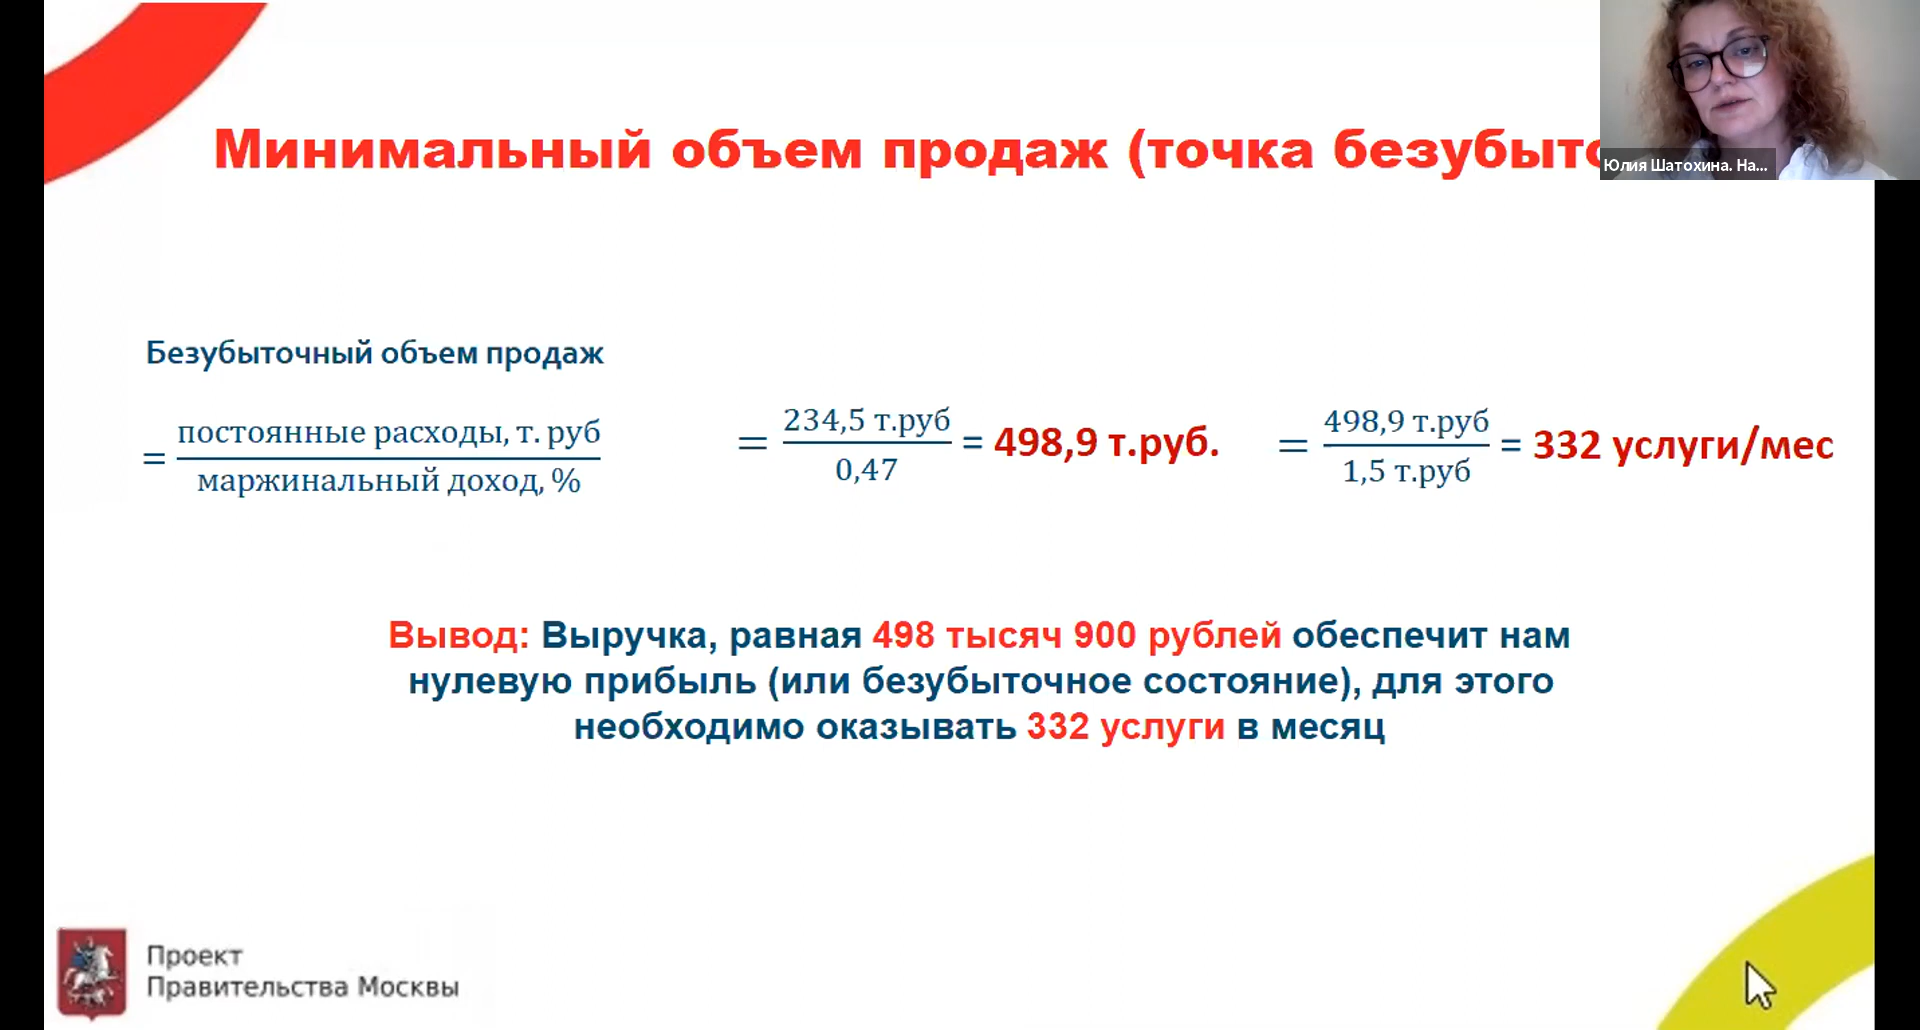 Минимальный объем продаж (точка безубыто
Юлия Шатохина. На...
Безубыточный объем продаж
= постоянные расходы, т. руб
маржинальный доход, %
= 234,5 т.руб
0,47
= 498,9 т.руб.
= 498,9 т.руб
1,5 т.руб
= 332 услуги/мес
Вывод: Выручка, равная 498 тысяч 900 рублей обеспечит нам
нулевую прибыль (или безубыточное состояние), для этого
необходимо оказывать 332 услуги в месяц
Проект
Правительства Москвы